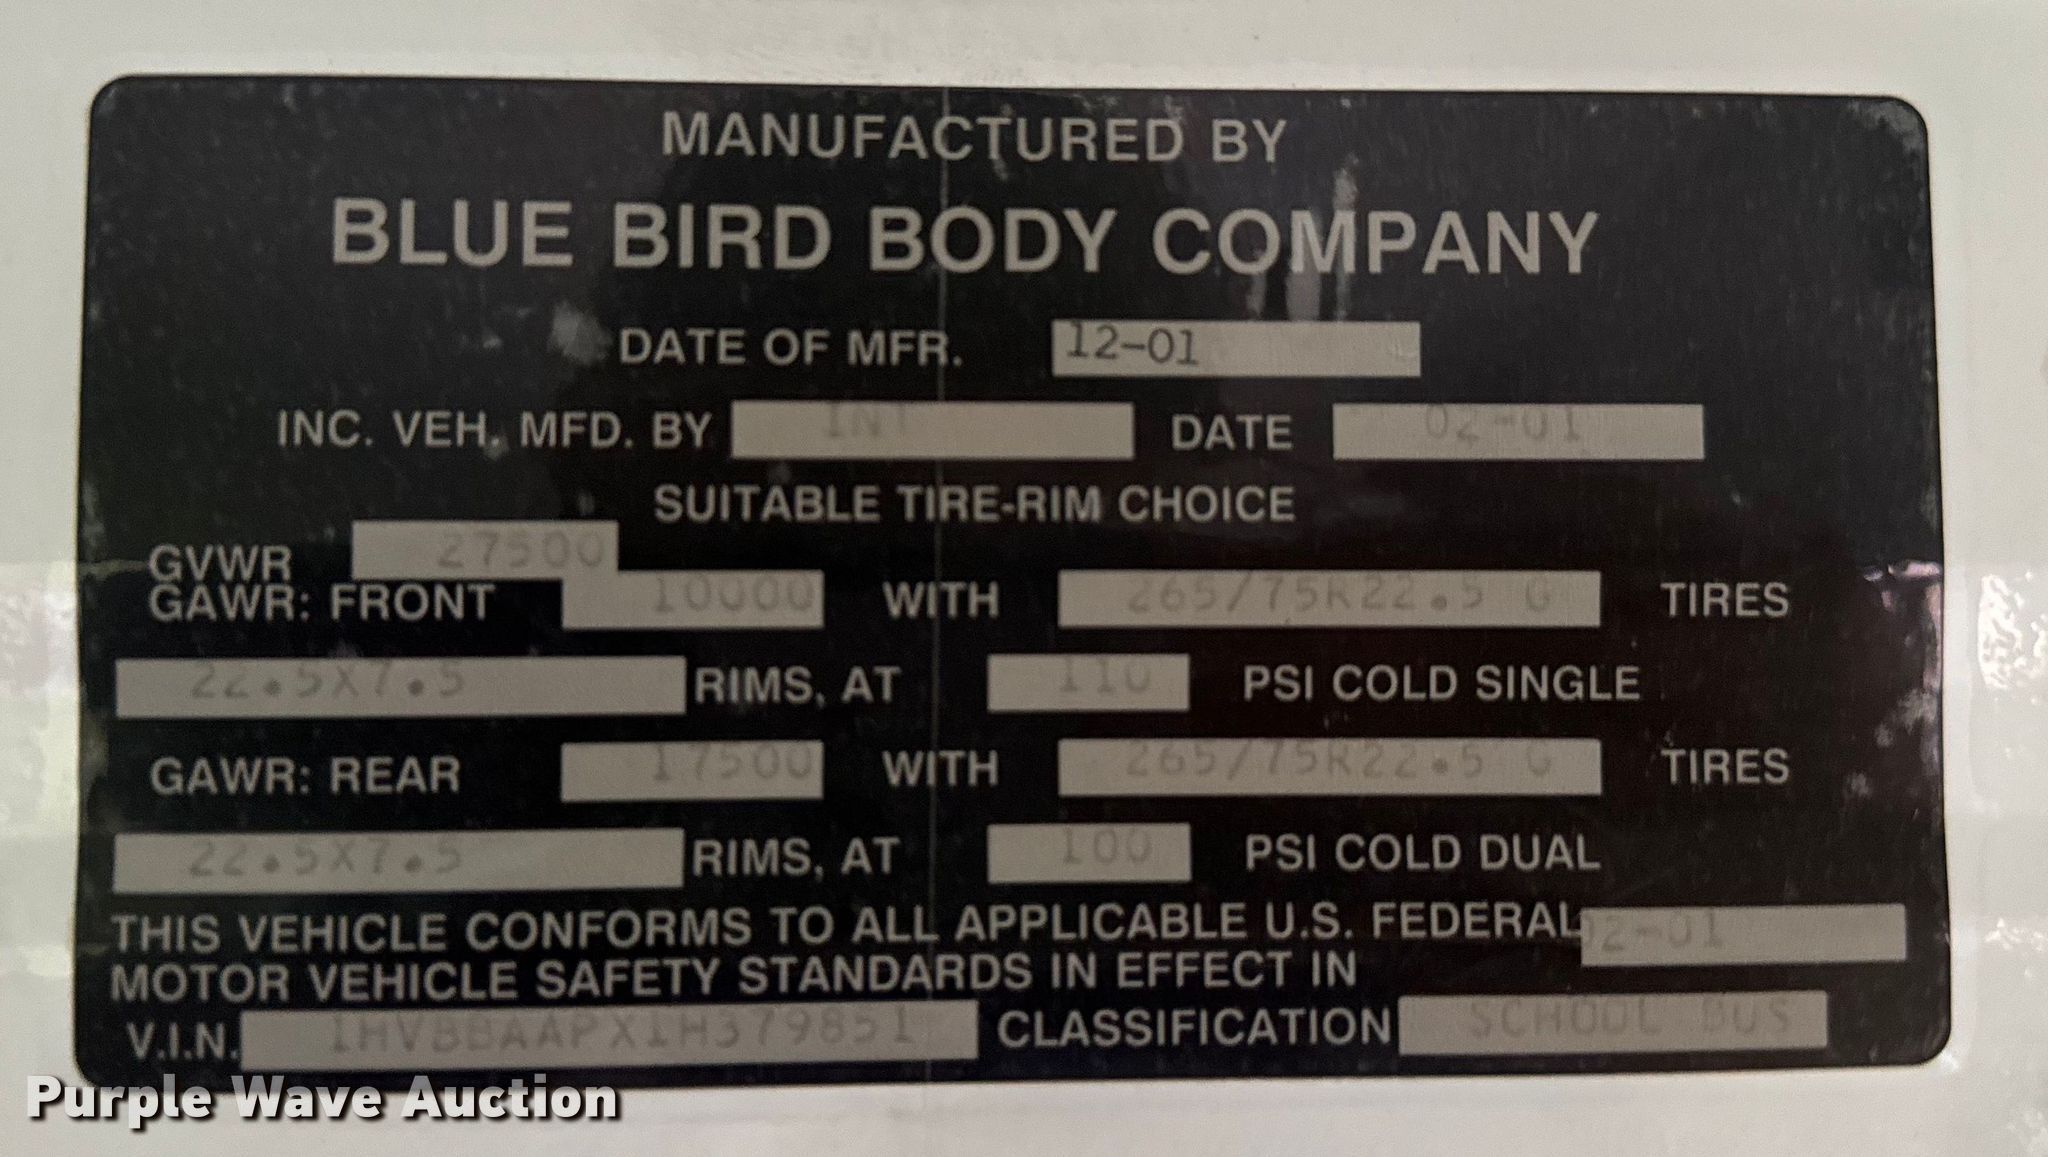 MANUFACTURED BY
BLUE BIRD BODY COMPANY
DATE OF MFR. 12-01
INC. VEH. MFD. BY INT DATE 02-01
SUITABLE TIRE-RIM CHOICE
GVWR 27500
GAWR: FRONT 10000 WITH 265/75R22.5 G TIRES
22.5X7.5 RIMS, AT 110 PSI COLD SINGLE
GAWR: REAR 17500 WITH 265/75R22.5 G TIRES
22.5X7.5 RIMS, AT 100 PSI COLD DUAL
THIS VEHICLE CONFORMS TO ALL APPLICABLE U.S. FEDERAL 02-01
MOTOR VEHICLE SAFETY STANDARDS IN EFFECT IN
V.I.N. 1HVBBAAPX1H379851 CLASSIFICATION SCHOOL BUS
Purple Wave Auction